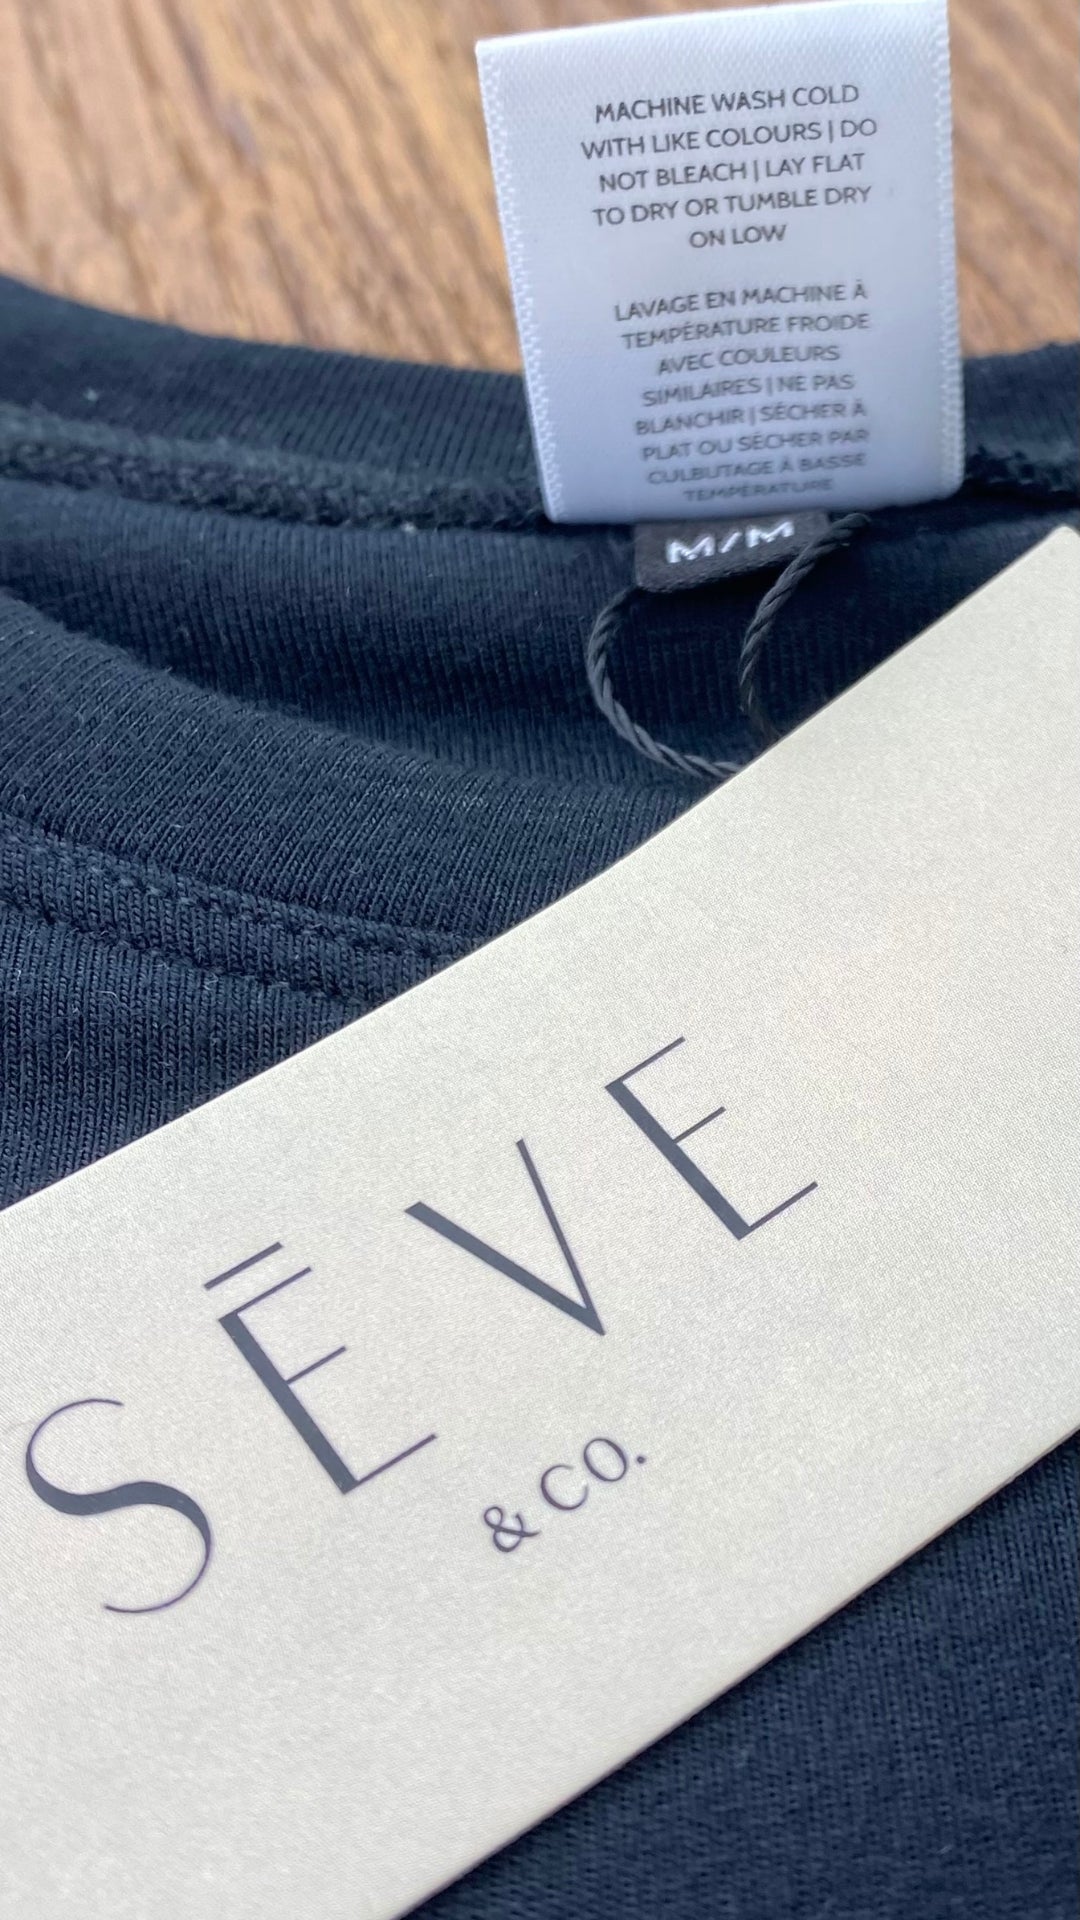 MACHINE WASH COLD
WITH LIKE COLOURS | DO
NOT BLEACH | LAY FLAT
TO DRY OR TUMBLE DRY
ON LOW
LAVAGE EN MACHINE À
TEMPÉRATURE FROIDE
AVEC COULEURS
SIMILAIRES | NE PAS
BLANCHIR | SÉCHER À
PLAT OU SÉCHER PAR
CULBUTAGE À BASSE
TEMPÉRATURE
M/M
SĒVE
& CO.